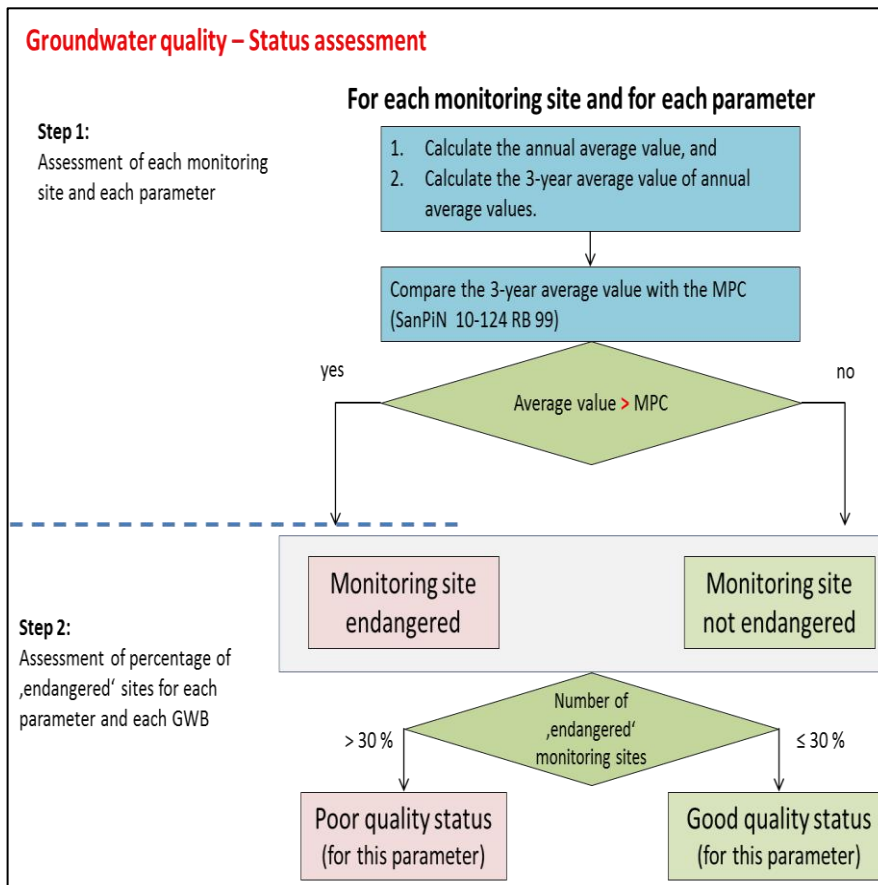 Groundwater quality – Status assessment
For each monitoring site and for each parameter
Step 1:
Assessment of each monitoring
site and each parameter
1. Calculate the annual average value, and
2. Calculate the 3-year average value of annual
average values.
Compare the 3-year average value with the MPC
(SanPiN 10-124 RB 99)
yes
no
Average value > MPC
Monitoring site
endangered
Monitoring site
not endangered
Step 2:
Assessment of percentage of
‚endangered‘ sites for each
parameter and each GWB
Number of
‚endangered‘
monitoring sites
> 30 %
≤ 30 %
Poor quality status
(for this parameter)
Good quality status
(for this parameter)